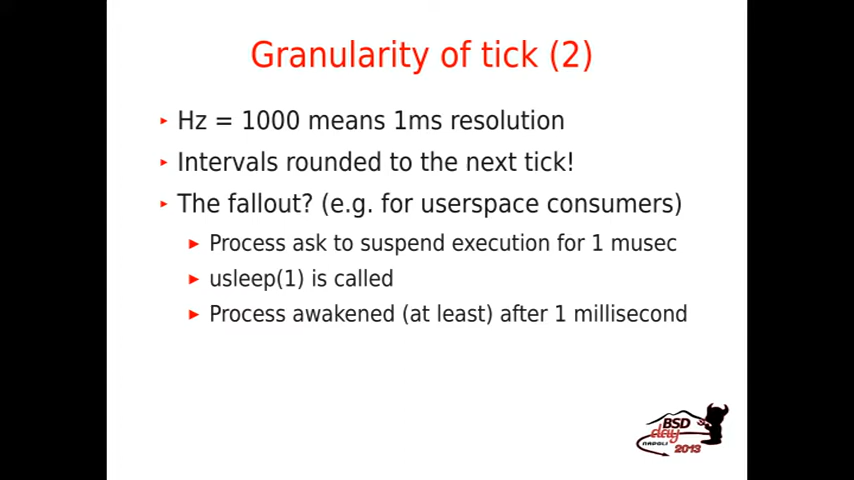 Granularity of tick (2)
Hz = 1000 means 1ms resolution
Intervals rounded to the next tick!
The fallout? (e.g. for userspace consumers)
Process ask to suspend execution for 1 musec
usleep(1) is called
Process awakened (at least) after 1 millisecond
BSD
day
NAPOLI
2013